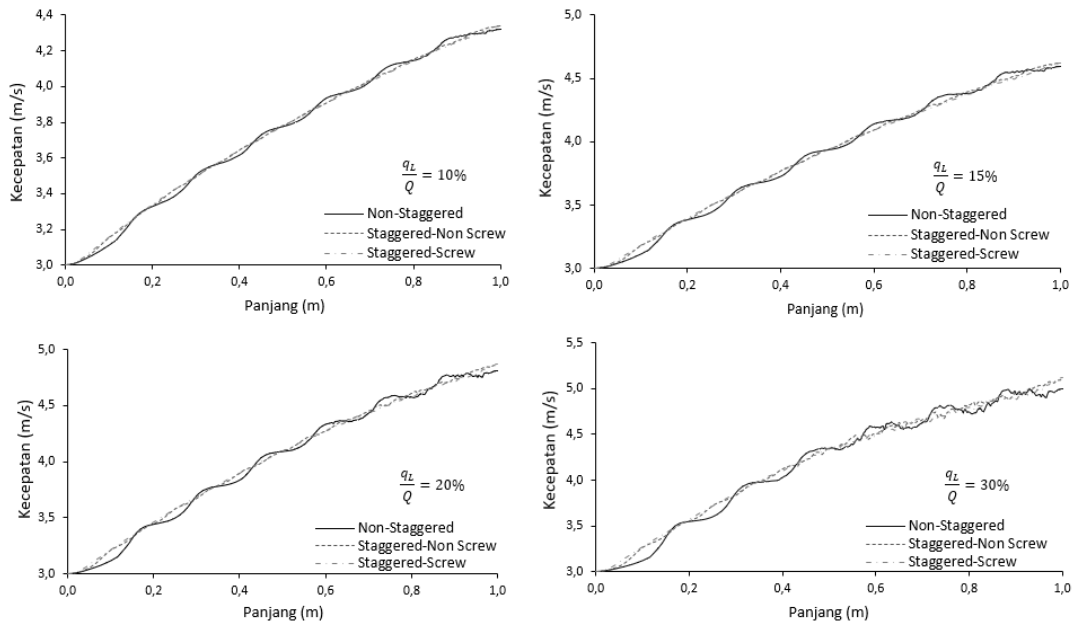 4,4
4,2
4,0
3,8
3,6
3,4
3,2
3,0
Kecepatan (m/s)
0,0 0,2 0,4 0,6 0,8 1,0
Panjang (m)
q_L/Q = 10%
Non-Staggered
Staggered-Non Screw
Staggered-Screw
5,0
4,5
4,0
3,5
3,0
Kecepatan (m/s)
0,0 0,2 0,4 0,6 0,8 1,0
Panjang (m)
q_L/Q = 15%
Non-Staggered
Staggered-Non Screw
Staggered-Screw
5,0
4,5
4,0
3,5
3,0
Kecepatan (m/s)
0,0 0,2 0,4 0,6 0,8 1,0
Panjang (m)
q_L/Q = 20%
Non-Staggered
Staggered-Non Screw
Staggered-Screw
5,5
5,0
4,5
4,0
3,5
3,0
Kecepatan (m/s)
0,0 0,2 0,4 0,6 0,8 1,0
Panjang (m)
q_L/Q = 30%
Non-Staggered
Staggered-Non Screw
Staggered-Screw